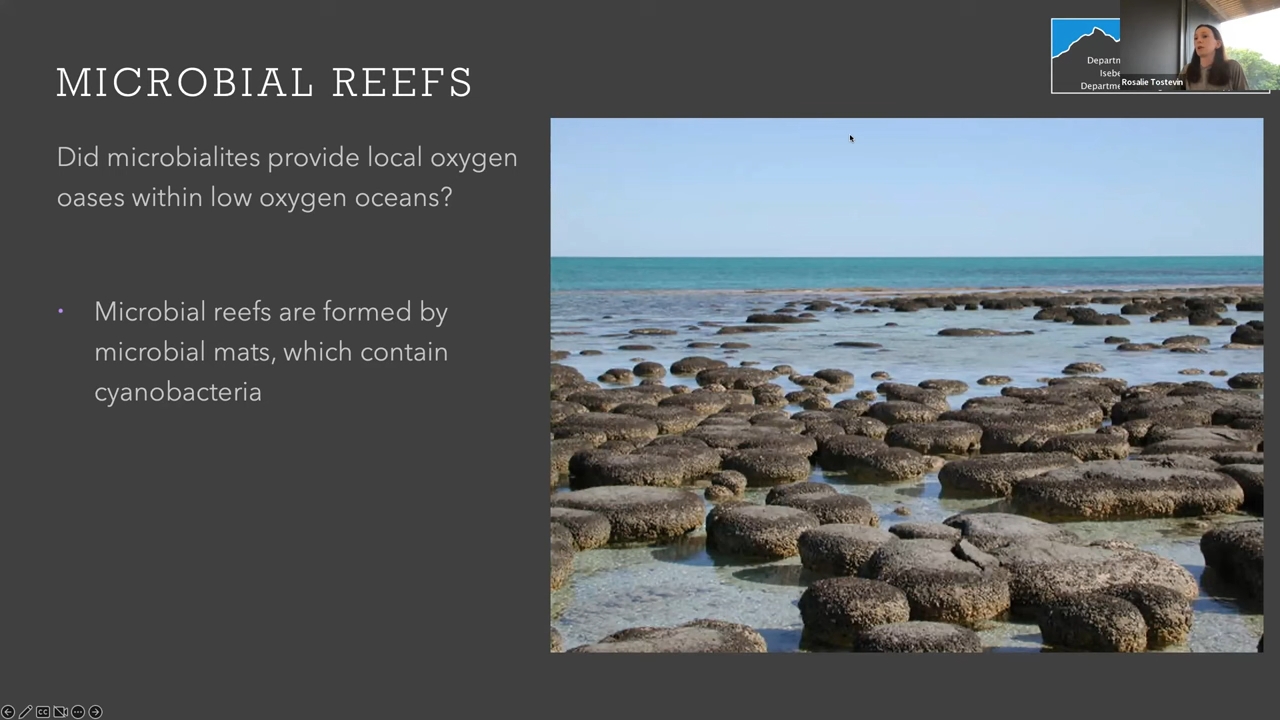 MICROBIAL REEFS
Did microbialites provide local oxygen
oases within low oxygen oceans?
• Microbial reefs are formed by
microbial mats, which contain
cyanobacteria
Rosalie Tostevin
CC